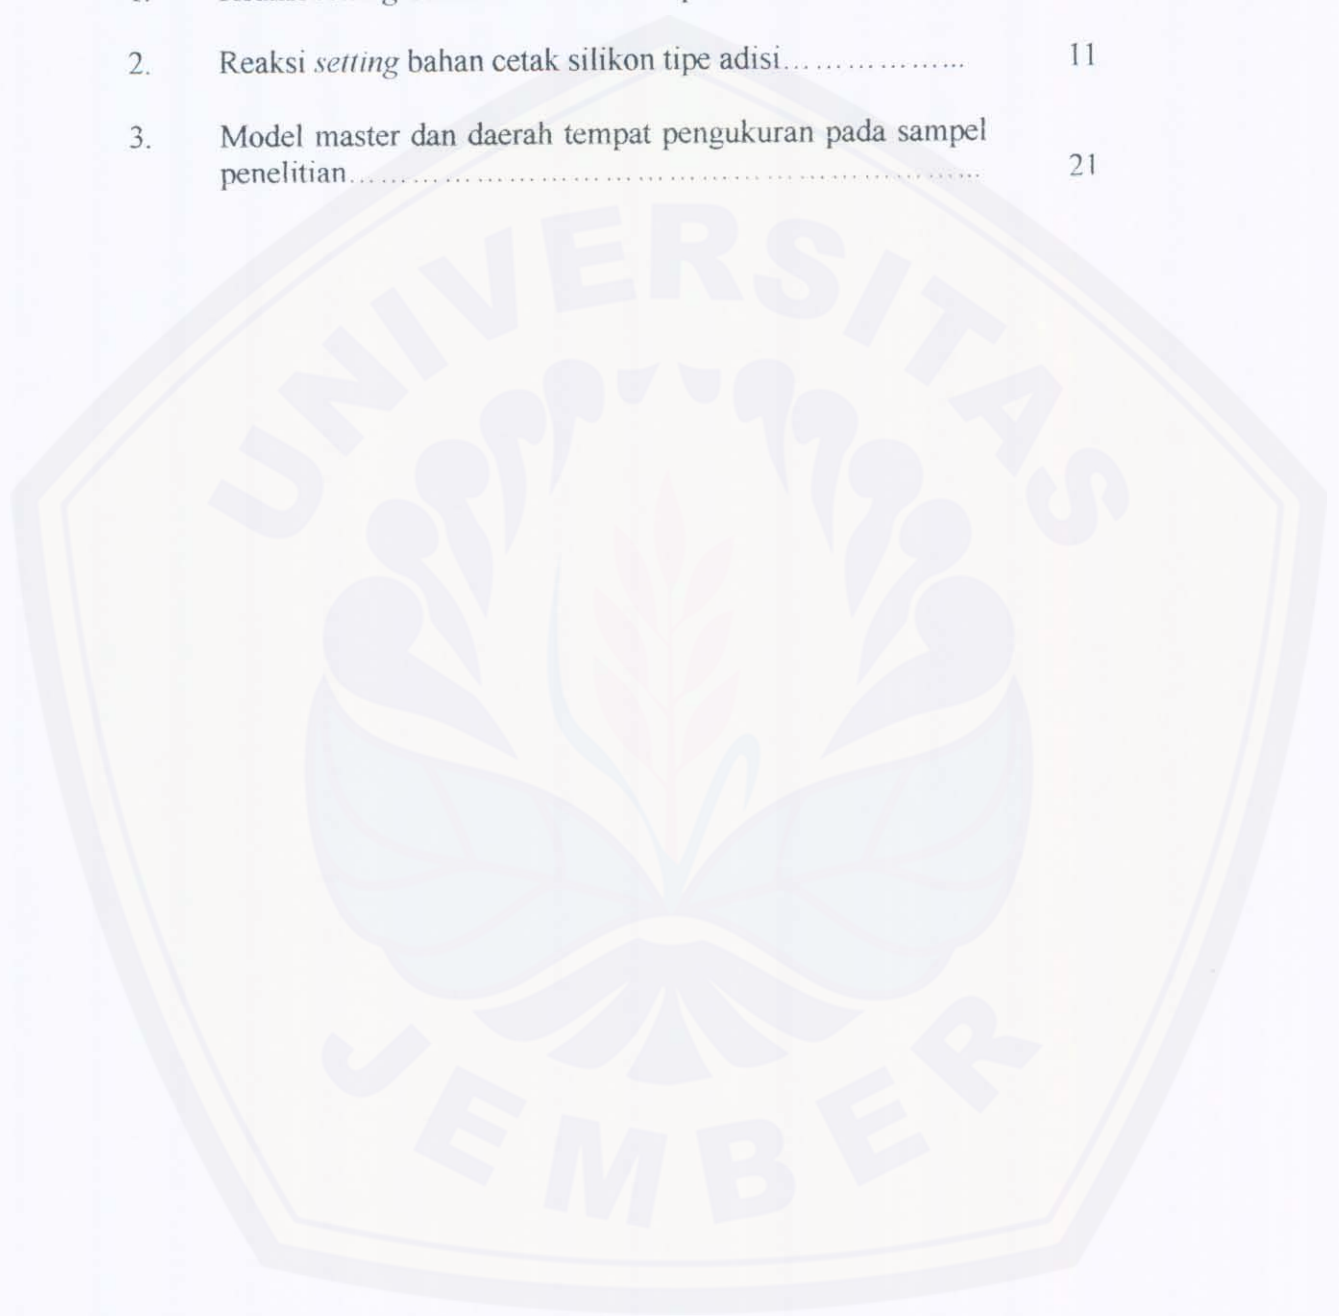 2. Reaksi setting bahan cetak silikon tipe adisi.................. 11
3. Model master dan daerah tempat pengukuran pada sampel
penelitian............................................................ 21
UNIVERSITAS
JEMBER